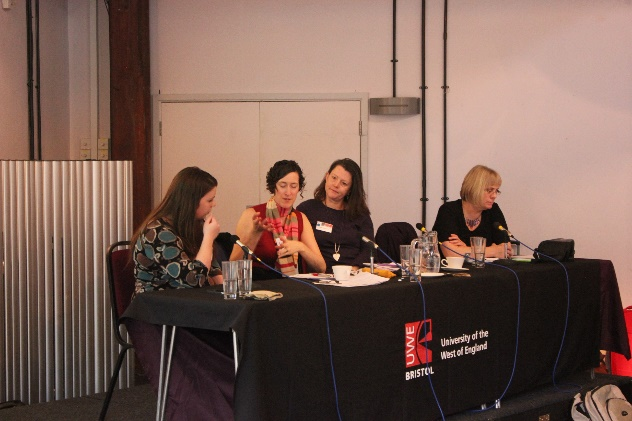 UWE
BRISTOL
University of the
West of England